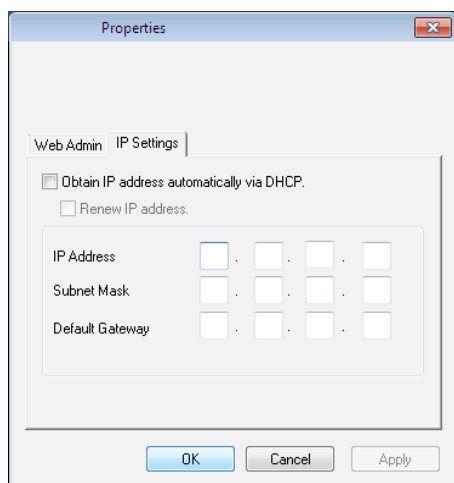 Properties
Web Admin IP Settings
Obtain IP address automatically via DHCP.
Renew IP address.
IP Address . . .
Subnet Mask . . .
Default Gateway . . .
OK Cancel Apply